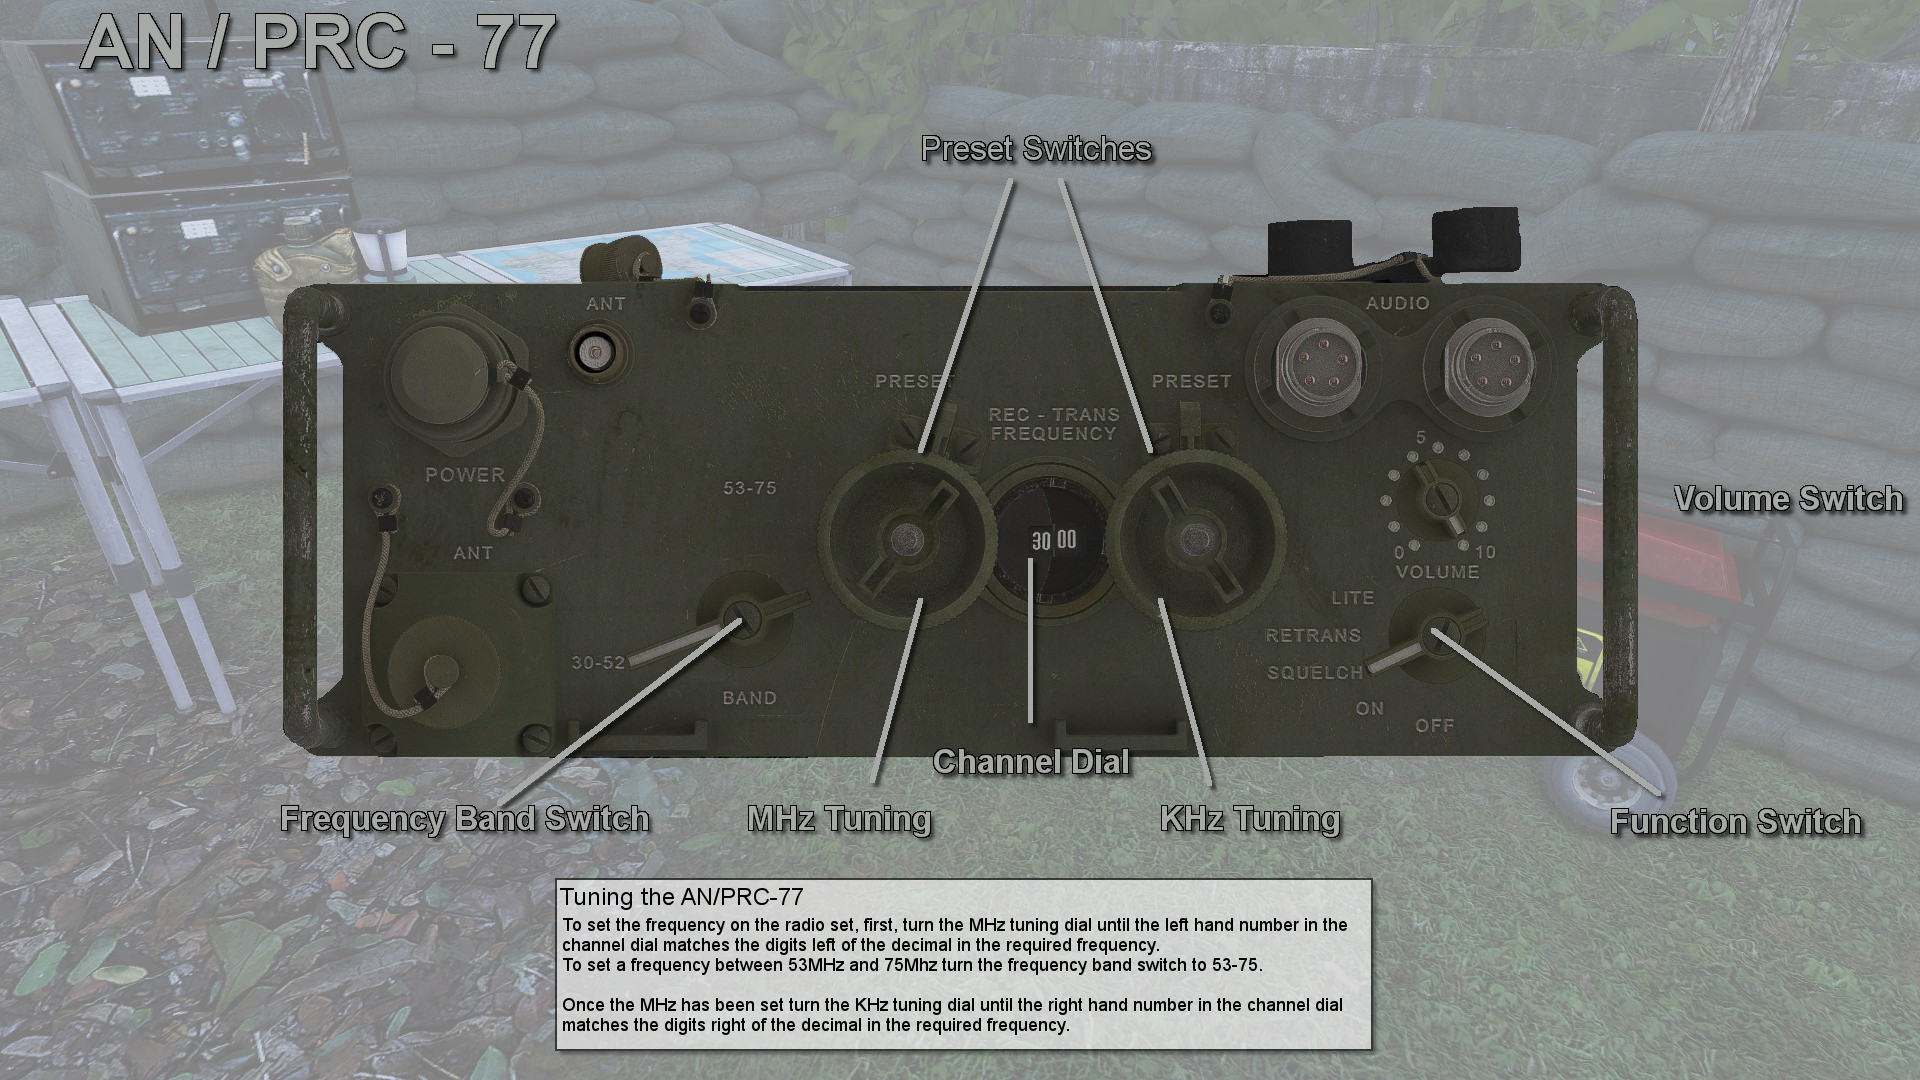 AN / PRC - 77
Preset Switches
ANT
AUDIO
PRESET
PRESET
REC - TRANS
FREQUENCY
5
POWER
53-75
Volume Switch
30 00
ANT
0
10
VOLUME
LITE
RETRANS
30-52
SQUELCH
BAND
ON
OFF
Channel Dial
Frequency Band Switch
MHz Tuning
KHz Tuning
Function Switch
Tuning the AN/PRC-77
To set the frequency on the radio set, first, turn the MHz tuning dial until the left hand number in the
channel dial matches the digits left of the decimal in the required frequency.
To set a frequency between 53MHz and 75Mhz turn the frequency band switch to 53-75.
Once the MHz has been set turn the KHz tuning dial until the right hand number in the channel dial
matches the digits right of the decimal in the required frequency.